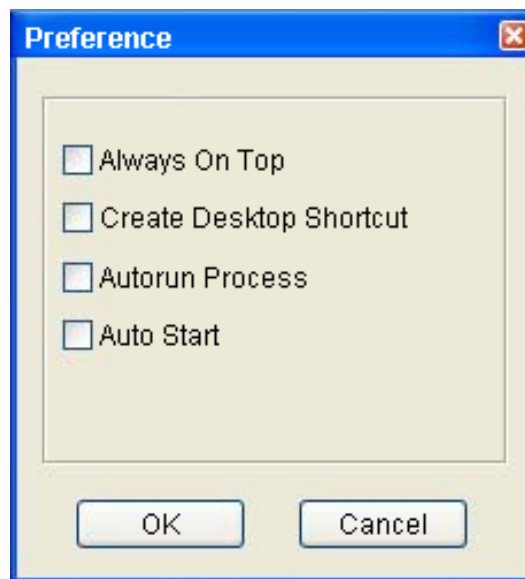 Preference
Always On Top
Create Desktop Shortcut
Autorun Process
Auto Start
OK
Cancel